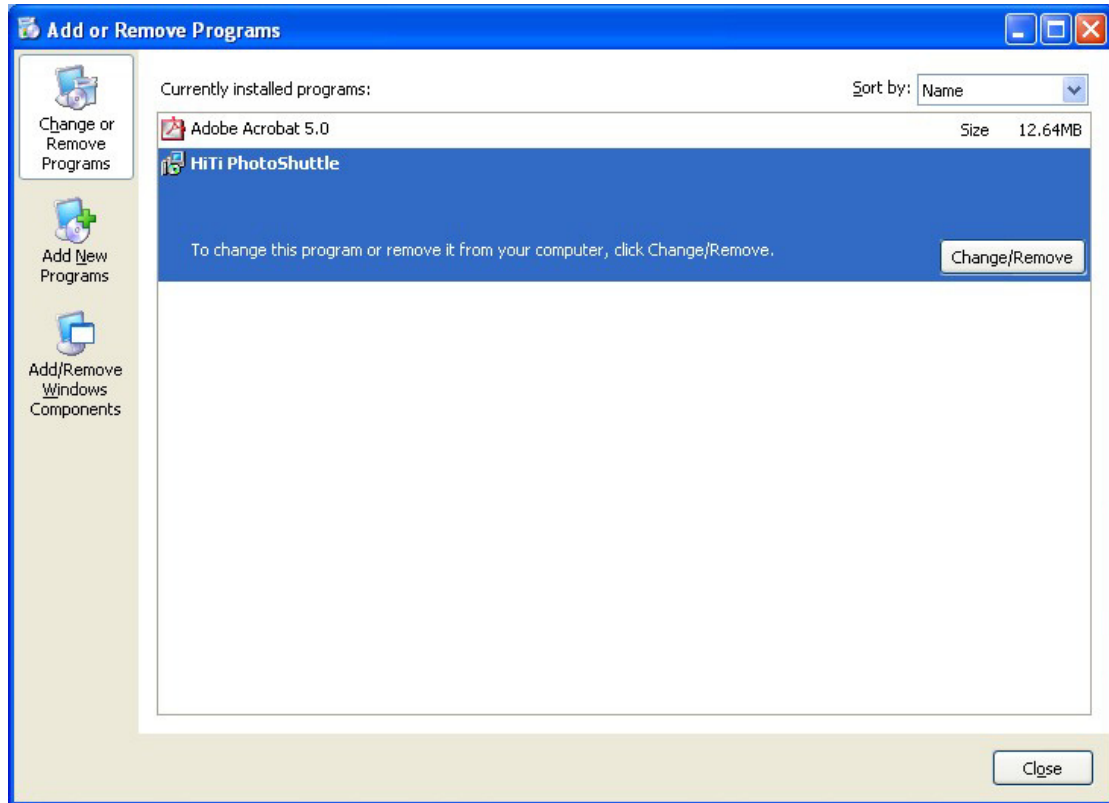 Add or Remove Programs
Change or
Remove
Programs
Add New
Programs
Add/Remove
Windows
Components
Currently installed programs:
Sort by: Name
Adobe Acrobat 5.0 Size 12.64MB
HiTi PhotoShuttle
To change this program or remove it from your computer, click Change/Remove.
Change/Remove
Close